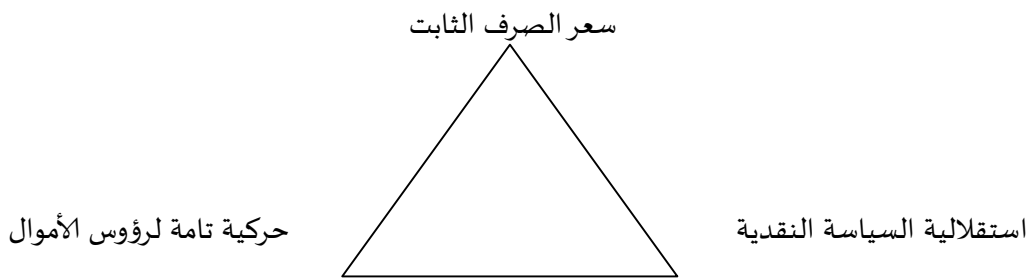 سعر الصرف الثابت
استقلالية السياسة النقدية
حركية تامة لرؤوس الأموال